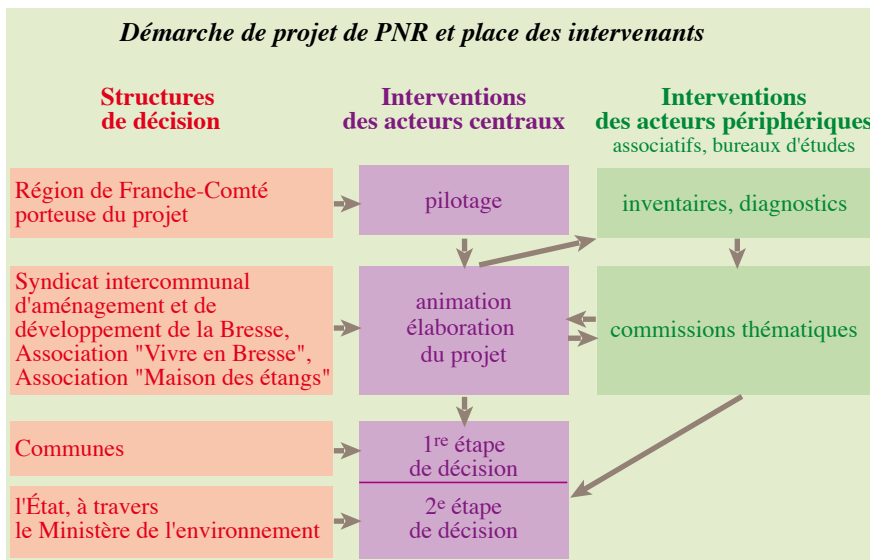 Démarche de projet de PNR et place des intervenants
Structures
de décision
Interventions
des acteurs centraux
Interventions
des acteurs périphériques
associatifs, bureaux d'études
Région de Franche-Comté
porteuse du projet
pilotage
inventaires, diagnostics
Syndicat intercommunal
d'aménagement et de
développement de la Bresse,
Association "Vivre en Bresse",
Association "Maison des étangs"
animation
élaboration
du projet
commissions thématiques
Communes
1re étape
de décision
l'État, à travers
le Ministère de l'environnement
2e étape
de décision